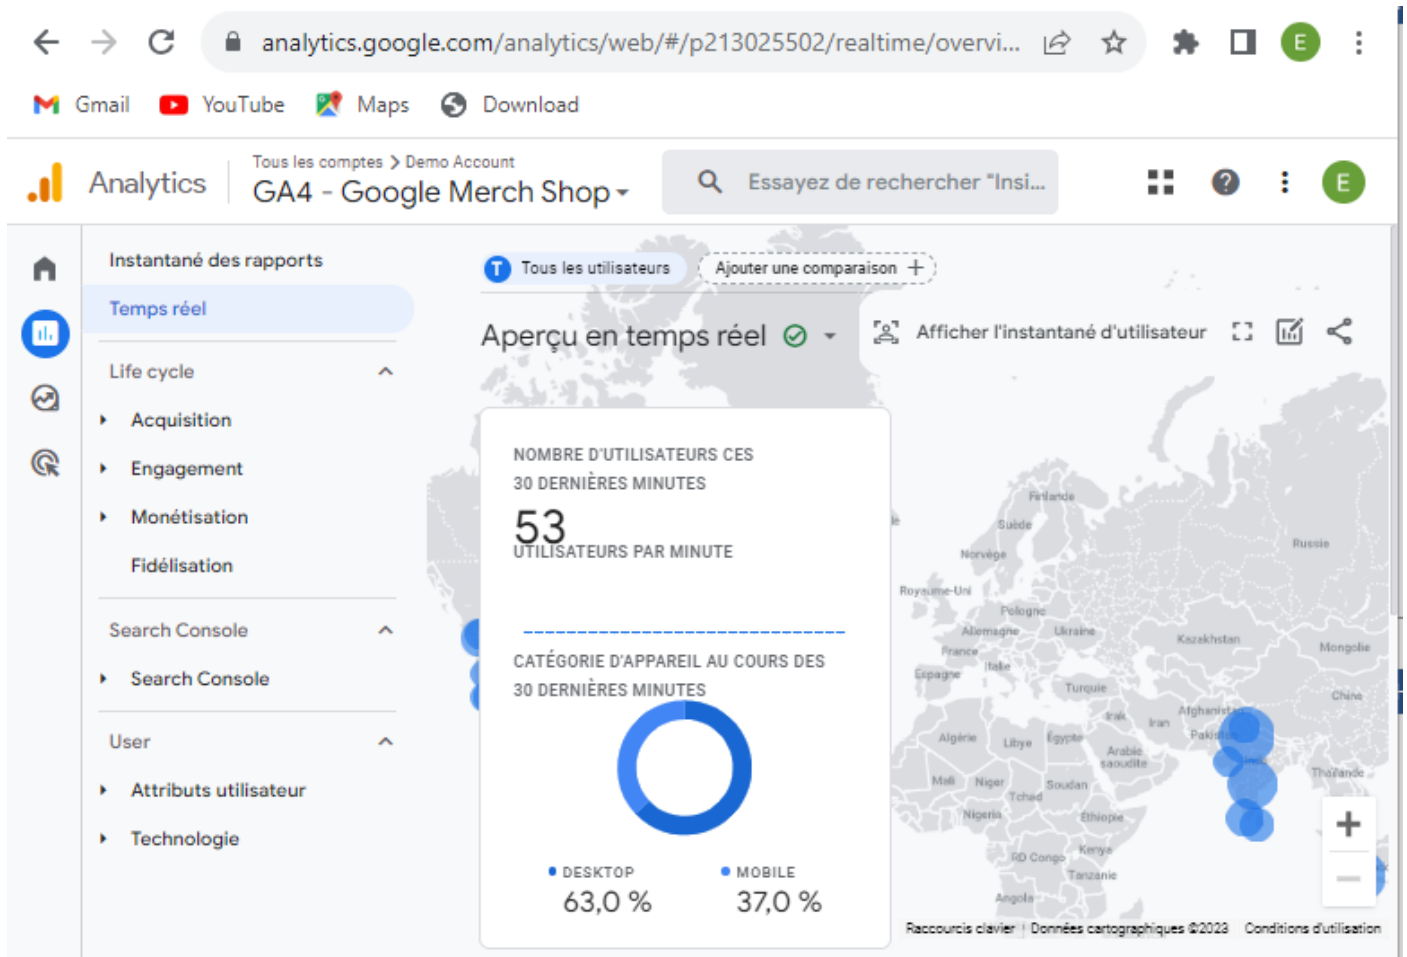 analytics.google.com/analytics/web/#/p213025502/realtime/overvi...
E
Gmail
YouTube
Maps
Download
Analytics
Tous les comptes > Demo Account
GA4 - Google Merch Shop
Essayez de rechercher "Insi...
E
Instantané des rapports
Temps réel
Life cycle
Acquisition
Engagement
Monétisation
Fidélisation
Search Console
Search Console
User
Attributs utilisateur
Technologie
T Tous les utilisateurs
Ajouter une comparaison +
Aperçu en temps réel
Afficher l'instantané d'utilisateur
NOMBRE D'UTILISATEURS CES
30 DERNIÈRES MINUTES
53
UTILISATEURS PAR MINUTE
CATÉGORIE D'APPAREIL AU COURS DES
30 DERNIÈRES MINUTES
DESKTOP
63,0 %
MOBILE
37,0 %
Finlande
Suède
Norvège
Russie
Royaume-Uni
Pologne
Allemagne
Ukraine
Kazakhstan
Mongolie
France
Italie
Espagne
Turquie
Chine
Afghanistan
Irak
Iran
Algérie
Libye
Égypte
Arabie
saoudite
Thaïlande
Mali
Niger
Soudan
Tchad
Nigeria
Éthiopie
RD Congo
Kenya
Tanzanie
Angola
+
Raccourcis clavier
Données cartographiques ©2023
Conditions d'utilisation